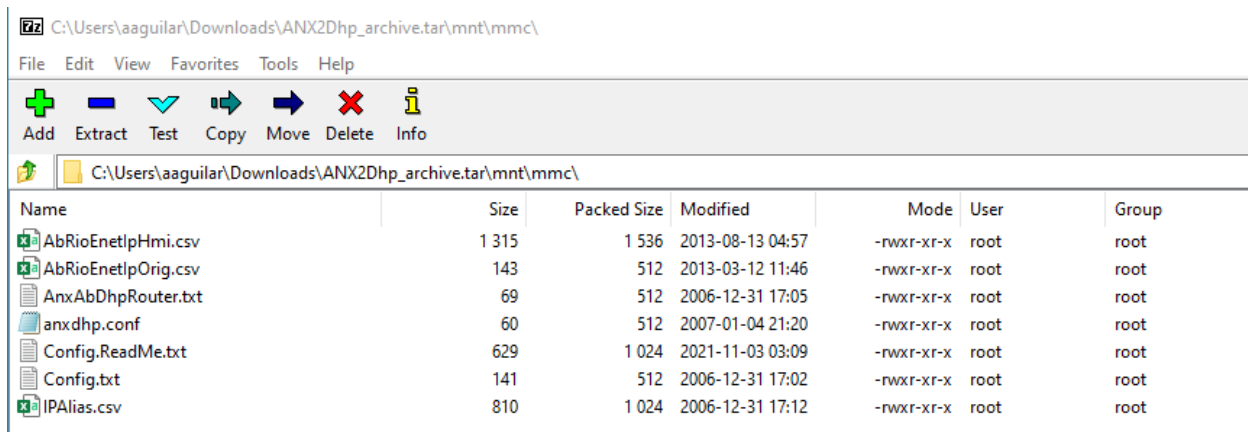 7z C:\Users\aaguilar\Downloads\ANX2Dhp_archive.tar\mnt\mmc\
File Edit View Favorites Tools Help
Add Extract Test Copy Move Delete Info
C:\Users\aaguilar\Downloads\ANX2Dhp_archive.tar\mnt\mmc\
Name Size Packed Size Modified Mode User Group
AbRioEnetIpHmi.csv 1 315 1 536 2013-08-13 04:57 -rwxr-xr-x root root
AbRioEnetIpOrig.csv 143 512 2013-03-12 11:46 -rwxr-xr-x root root
AnxAbDhpRouter.txt 69 512 2006-12-31 17:05 -rwxr-xr-x root root
anxdhp.conf 60 512 2007-01-04 21:20 -rwxr-xr-x root root
Config.ReadMe.txt 629 1 024 2021-11-03 03:09 -rwxr-xr-x root root
Config.txt 141 512 2006-12-31 17:02 -rwxr-xr-x root root
IPAlias.csv 810 1 024 2006-12-31 17:12 -rwxr-xr-x root root